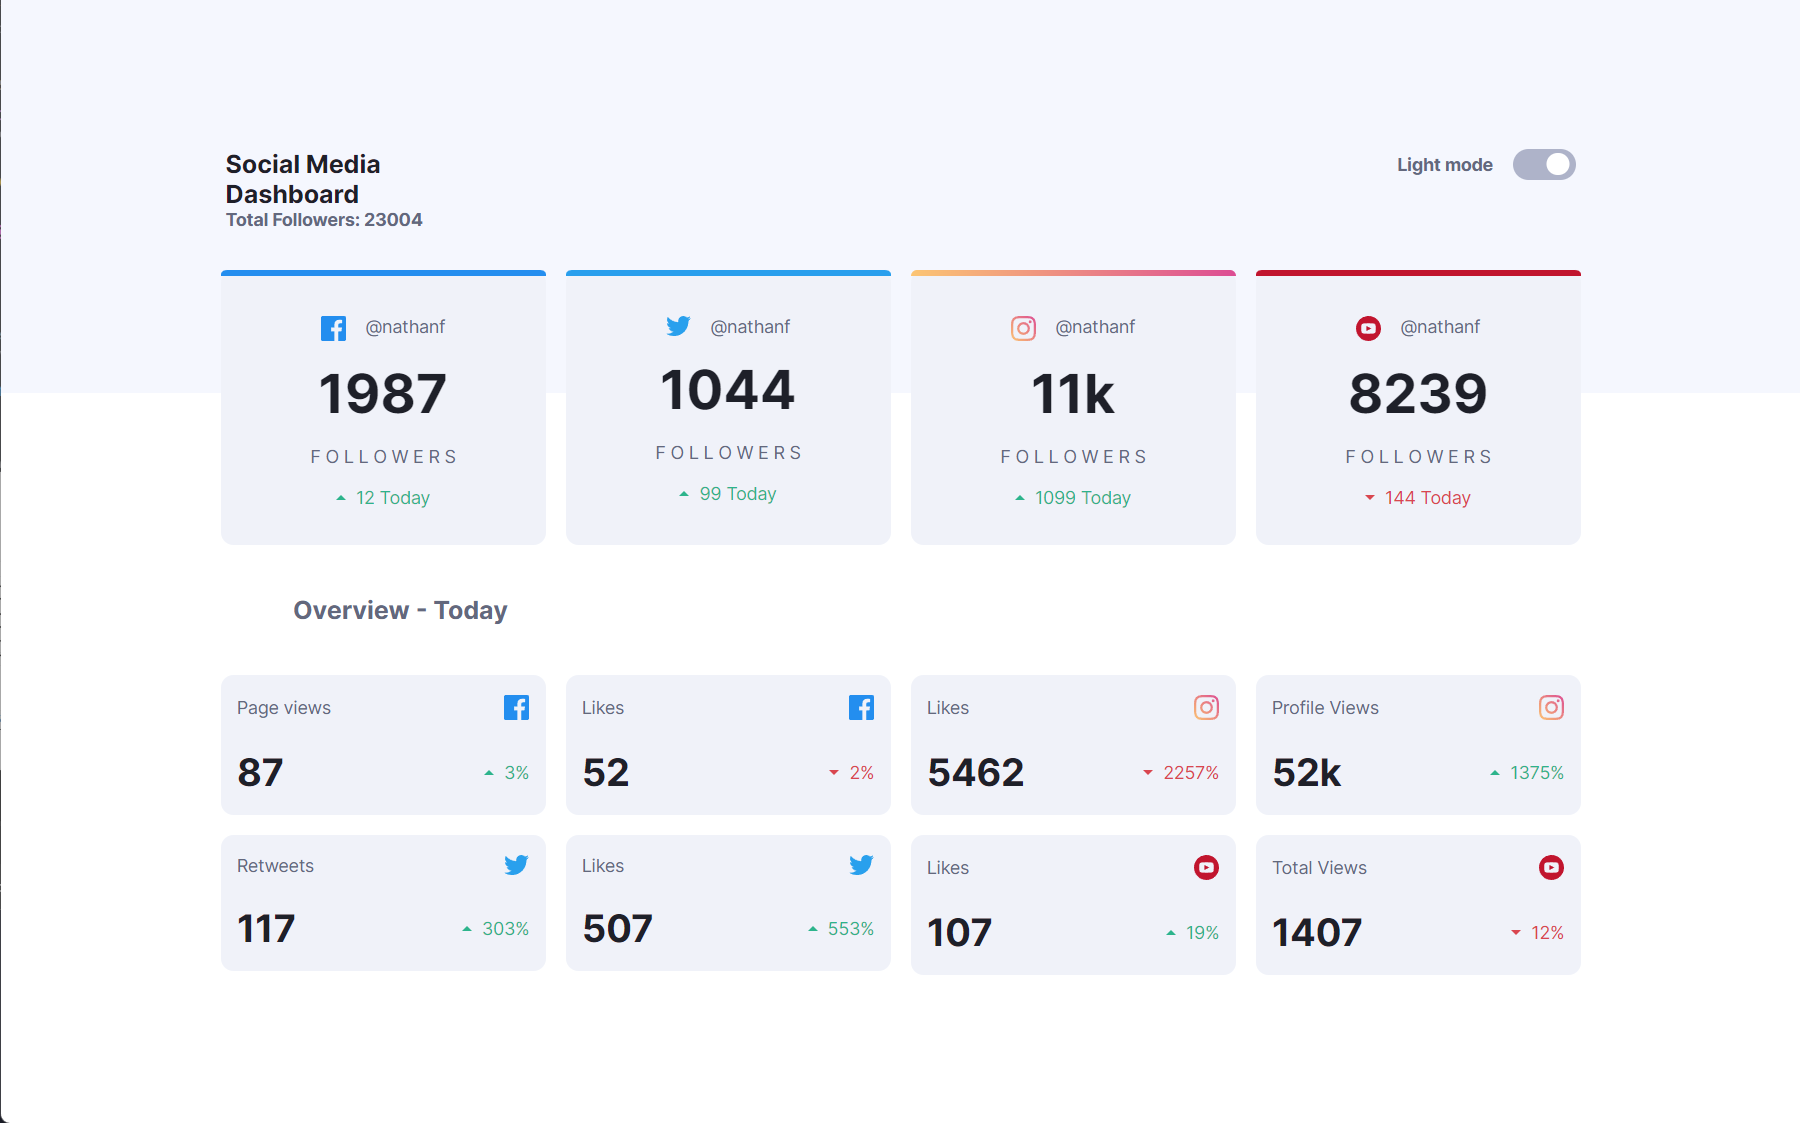 Social Media
Dashboard
Total Followers: 23004
Light mode
@nathanf
1987
FOLLOWERS
12 Today
@nathanf
1044
FOLLOWERS
99 Today
@nathanf
11k
FOLLOWERS
1099 Today
@nathanf
8239
FOLLOWERS
144 Today
Overview - Today
Page views
87
3%
Likes
52
2%
Likes
5462
2257%
Profile Views
52k
1375%
Retweets
117
303%
Likes
507
553%
Likes
107
19%
Total Views
1407
12%